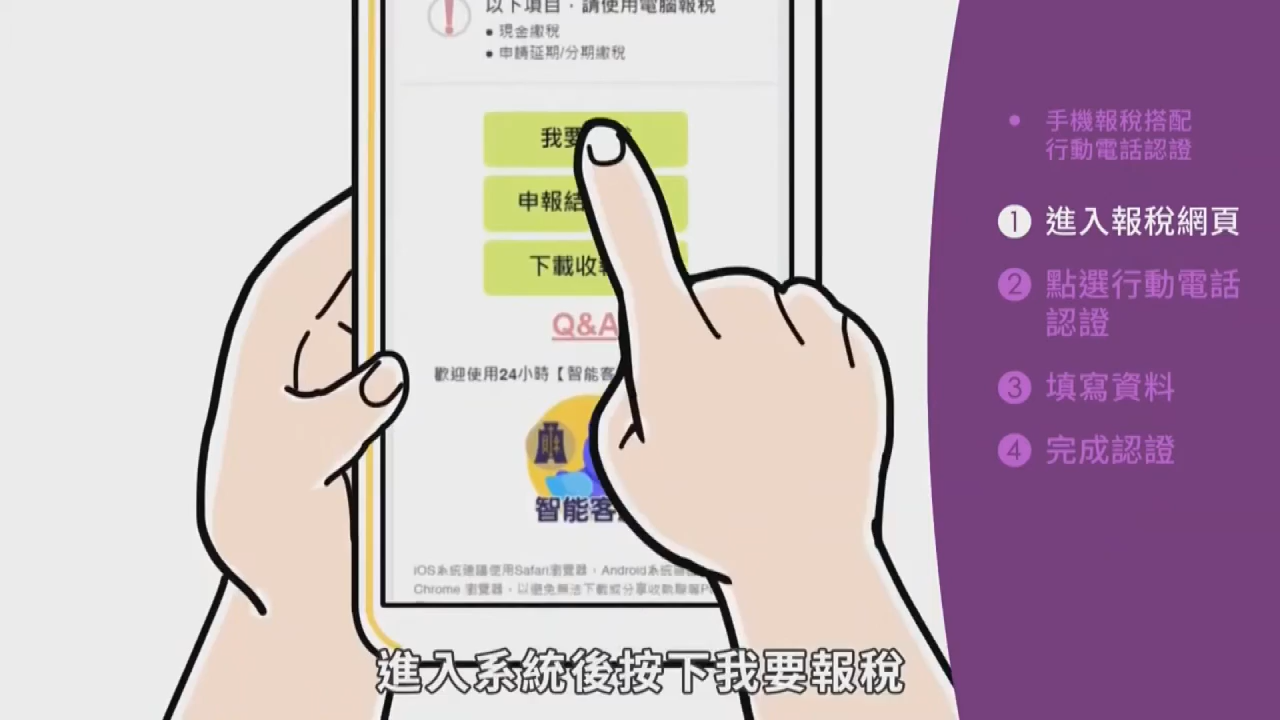 以下項目，請使用電腦報稅
● 現金繳稅
● 申請延期/分期繳稅
我要
申報結
下載收
Q&A
歡迎使用24小時【智能客
財
智能客
iOS系統建議使用Safari瀏覽器，Android系統
Chrome 瀏覽器，以避免無法下載或分享收執聯等P
• 手機報稅搭配
行動電話認證
1 進入報稅網頁
2 點選行動電話
認證
3 填寫資料
4 完成認證
進入系統後按下我要報稅